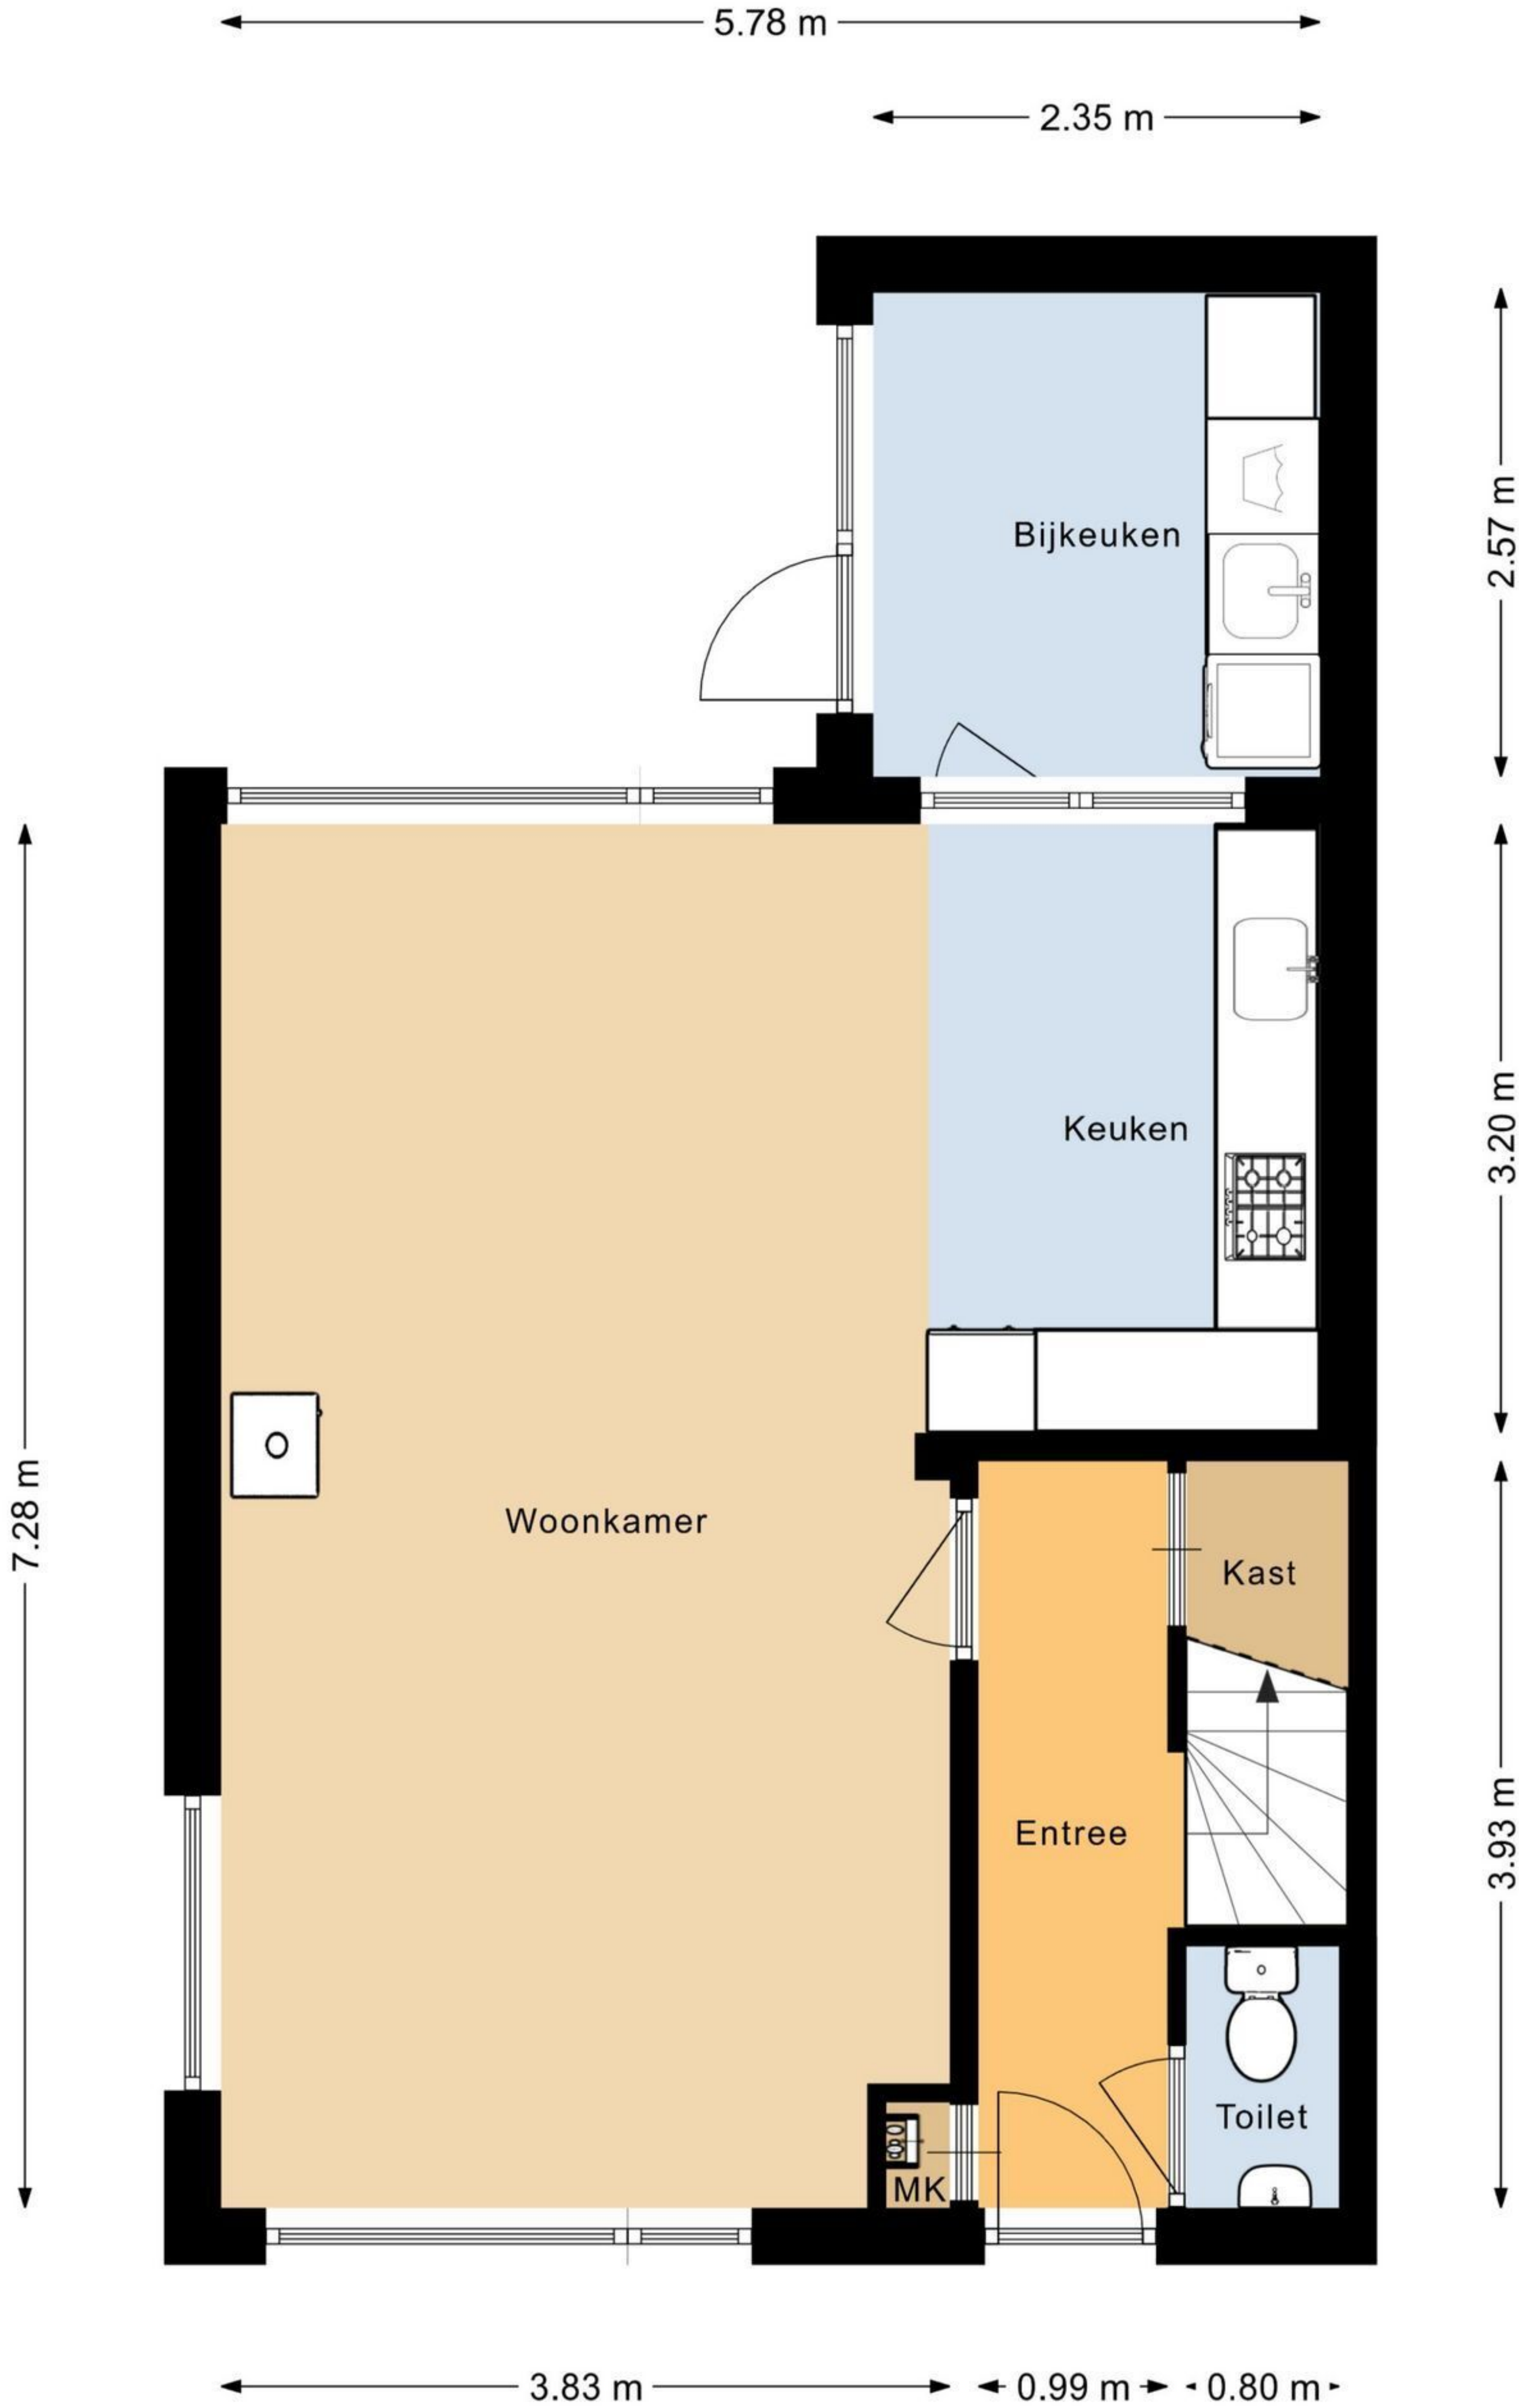 5.78 m
2.35 m
Bijkeuken
2.57 m
Keuken
3.20 m
7.28 m
Woonkamer
Kast
Entree
3.93 m
Toilet
MK
3.83 m
0.99 m
0.80 m